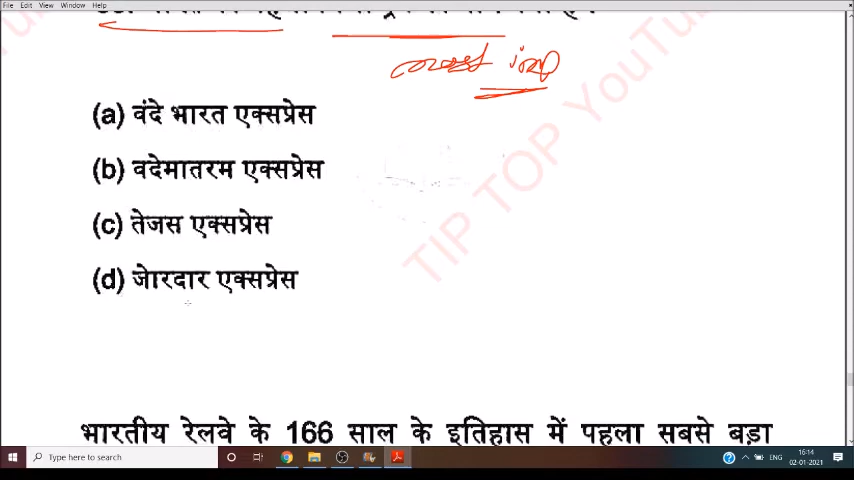 File Edit View Window Help
most imp
(a) वंदे भारत एक्सप्रेस
(b) वदेमातरम एक्सप्रेस
(c) तेजस एक्सप्रेस
(d) जोरदार एक्सप्रेस
TIP TOP YouTube
भारतीय रेलवे के 166 साल के इतिहास में पहला सबसे बड़ा
Type here to search
ENG
16:14
02-01-2021